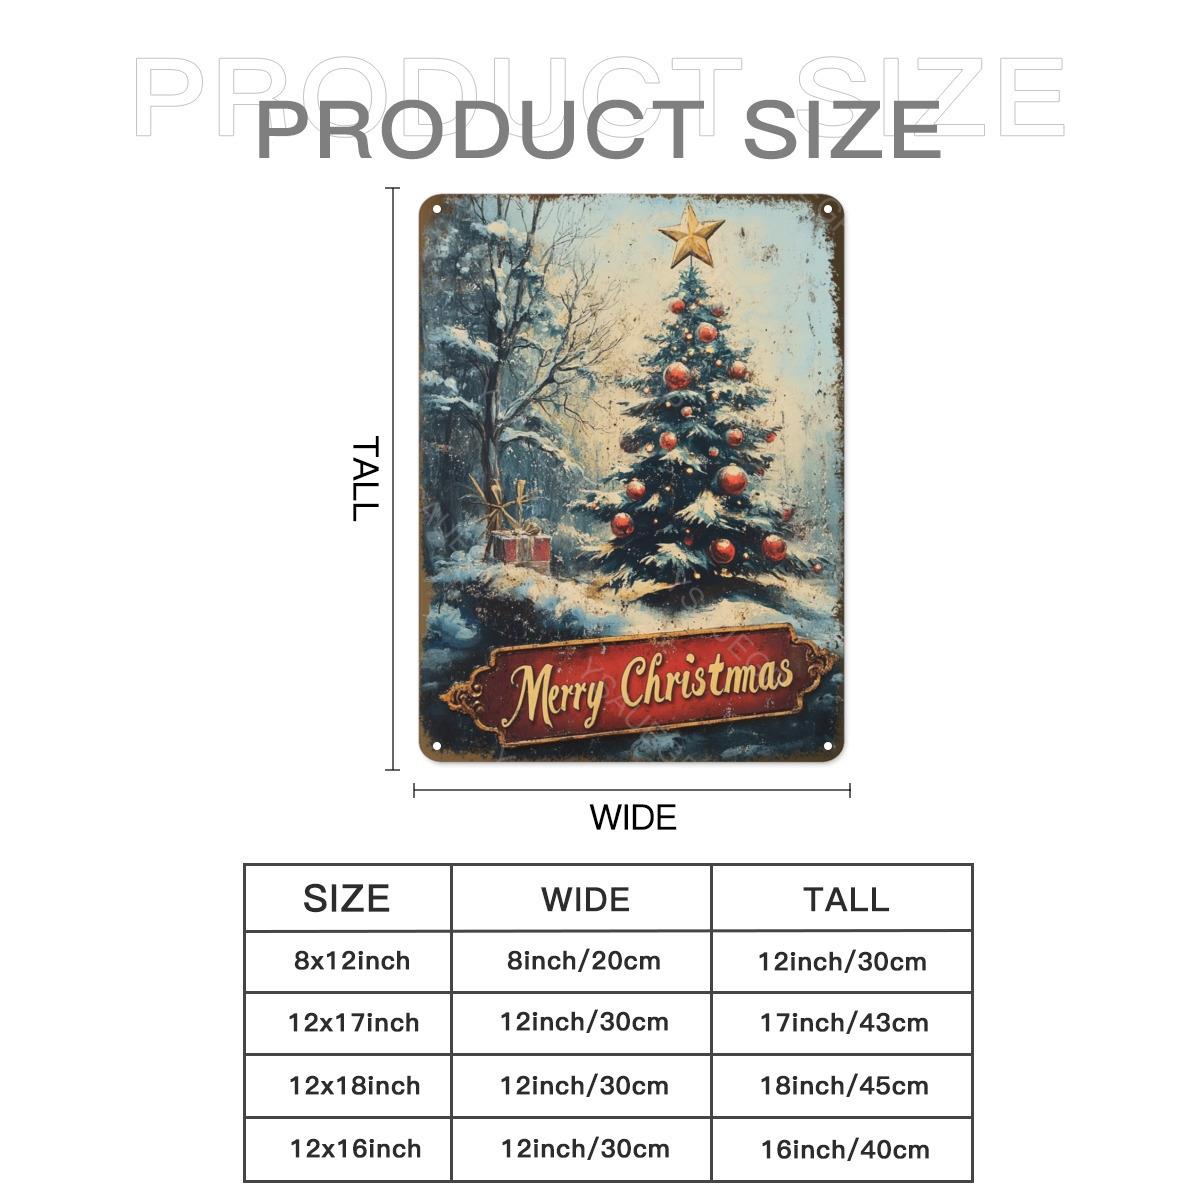 PRODUCT SIZE
PRODUCT SIZE
TALL
Merry Christmas
WIDE
SIZE WIDE TALL
8x12inch 8inch/20cm 12inch/30cm
12x17inch 12inch/30cm 17inch/43cm
12x18inch 12inch/30cm 18inch/45cm
12x16inch 12inch/30cm 16inch/40cm